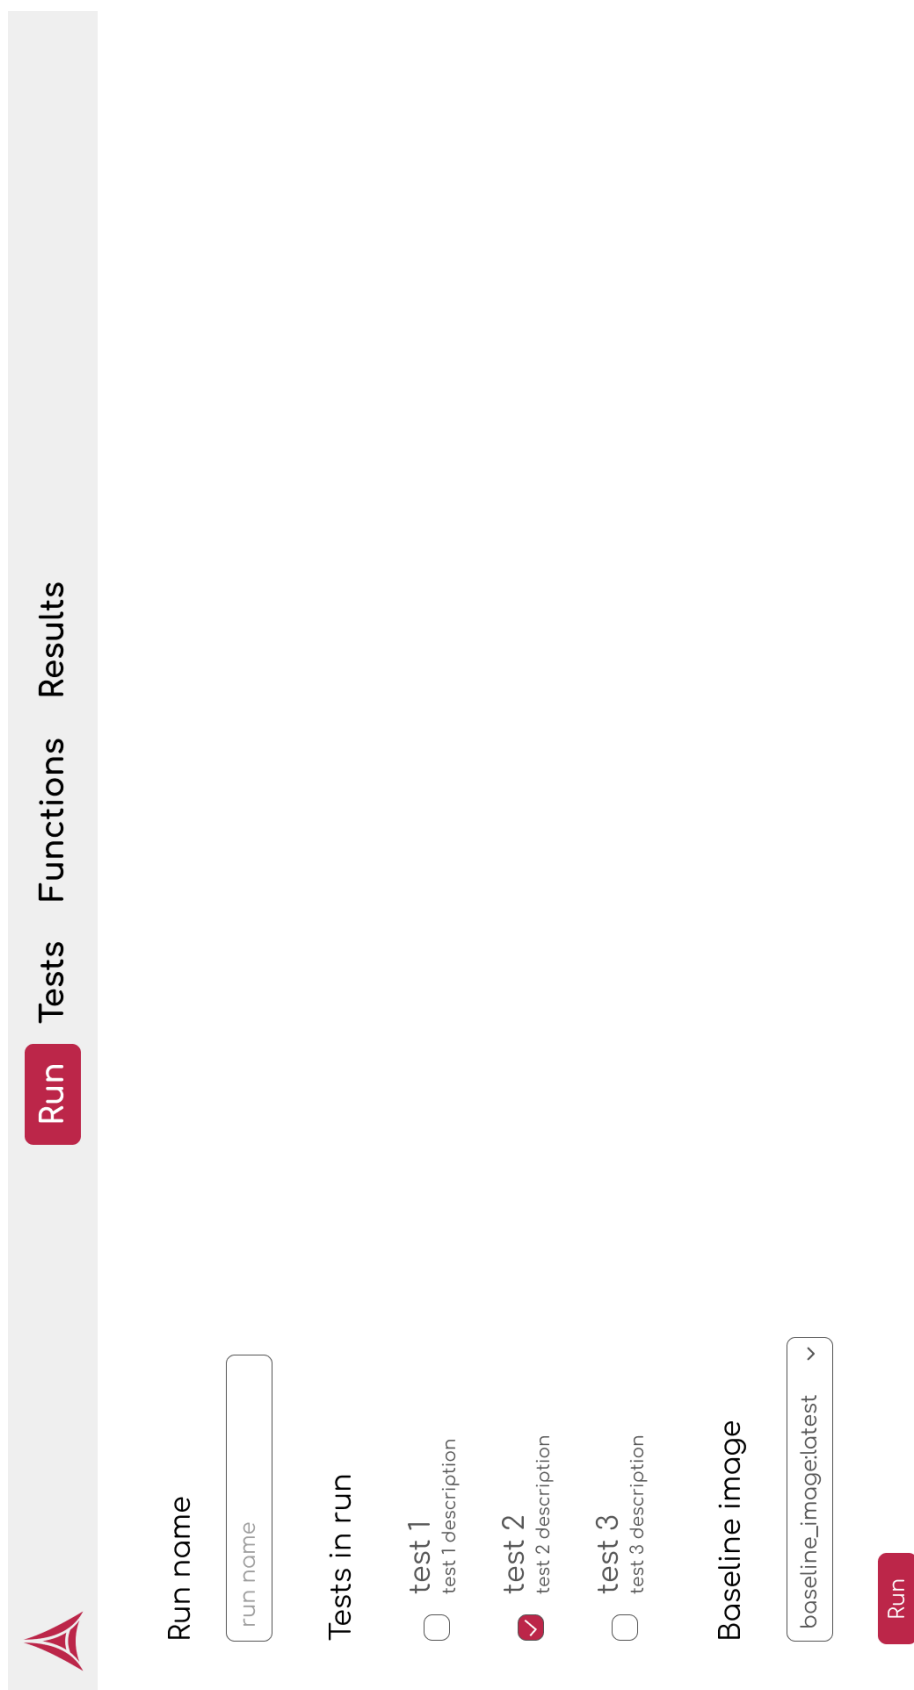 Run Tests Functions Results
Run name
run name
Tests in run
test 1
test 1 description
test 2
test 2 description
test 3
test 3 description
Baseline image
baseline_image:latest
Run